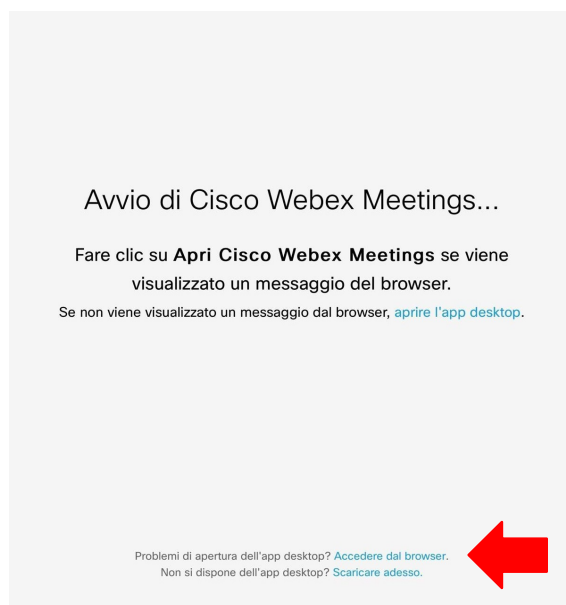 Avvio di Cisco Webex Meetings...
Fare clic su Apri Cisco Webex Meetings se viene
visualizzato un messaggio del browser.
Se non viene visualizzato un messaggio dal browser, aprire l'app desktop.
Problemi di apertura dell'app desktop? Accedere dal browser.
Non si dispone dell'app desktop? Scaricare adesso.